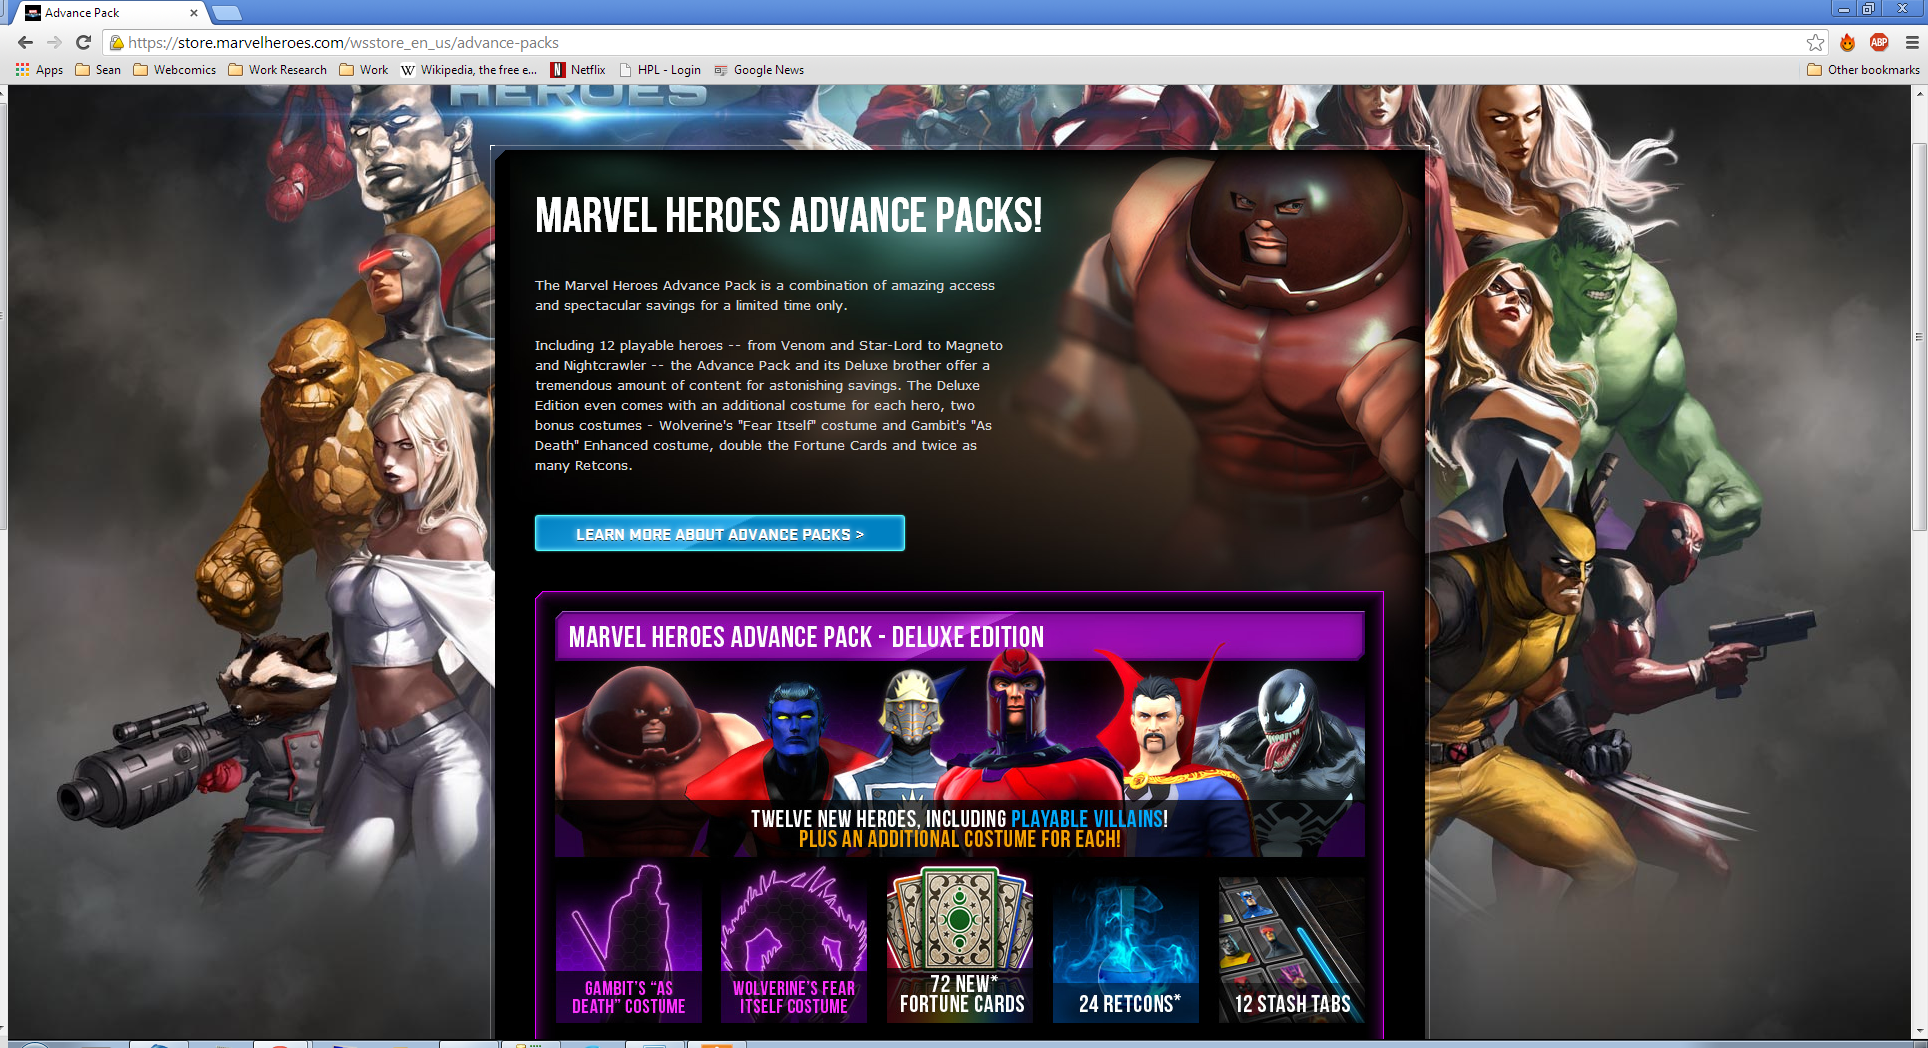 Advance Pack
https://store.marvelheroes.com/wsstore_en_us/advance-packs
ABP
Apps Sean Webcomics Work Research Work Wikipedia, the free e... Netflix HPL - Login Google News Other bookmarks
HEROES
MARVEL HEROES ADVANCE PACKS!
The Marvel Heroes Advance Pack is a combination of amazing access
and spectacular savings for a limited time only.
Including 12 playable heroes -- from Venom and Star-Lord to Magneto
and Nightcrawler -- the Advance Pack and its Deluxe brother offer a
tremendous amount of content for astonishing savings. The Deluxe
Edition even comes with an additional costume for each hero, two
bonus costumes - Wolverine's "Fear Itself" costume and Gambit's "As
Death" Enhanced costume, double the Fortune Cards and twice as
many Retcons.
LEARN MORE ABOUT ADVANCE PACKS >
MARVEL HEROES ADVANCE PACK - DELUXE EDITION
TWELVE NEW HEROES, INCLUDING PLAYABLE VILLAINS!
PLUS AN ADDITIONAL COSTUME FOR EACH!
GAMBIT'S "AS
DEATH" COSTUME
WOLVERINE'S FEAR
ITSELF COSTUME
72 NEW*
FORTUNE CARDS
24 RETCONS*
12 STASH TABS